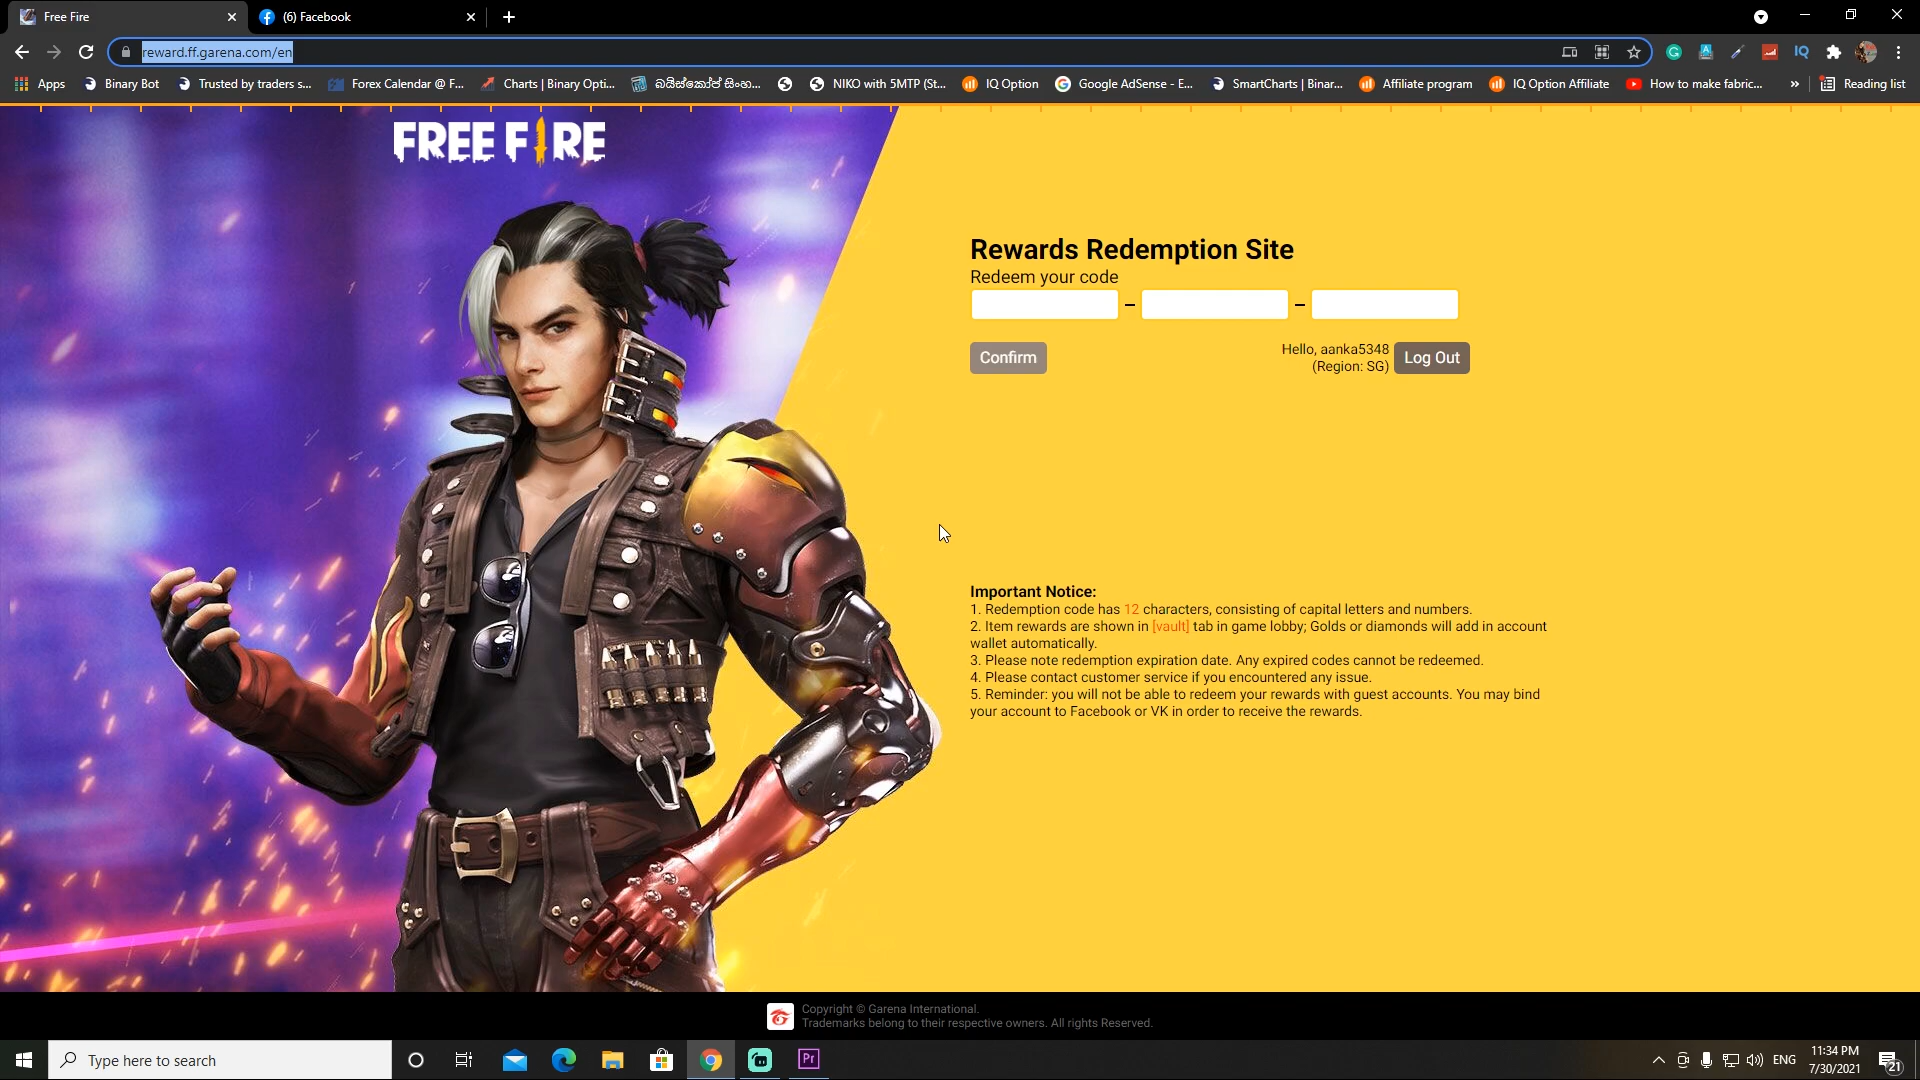 Free Fire
(6) Facebook
reward.ff.garena.com/en
Apps
Binary Bot
Trusted by traders s...
Forex Calendar @ F...
Charts | Binary Opti...
බයිස්කෝප් සිංහ...
NIKO with 5MTP (St...
IQ Option
Google AdSense - E...
SmartCharts | Binar...
Affiliate program
IQ Option Affiliate
How to make fabric...
»
Reading list
FREE FIRE
Rewards Redemption Site
Redeem your code
Confirm
Hello, aanka5348
(Region: SG)
Log Out
Important Notice:
1. Redemption code has 12 characters, consisting of capital letters and numbers.
2. Item rewards are shown in [vault] tab in game lobby; Golds or diamonds will add in account
wallet automatically.
3. Please note redemption expiration date. Any expired codes cannot be redeemed.
4. Please contact customer service if you encountered any issue.
5. Reminder: you will not be able to redeem your rewards with guest accounts. You may bind
your account to Facebook or VK in order to receive the rewards.
Copyright © Garena International.
Trademarks belong to their respective owners. All rights Reserved.
Type here to search
Pr
ENG
11:34 PM
7/30/2021
21